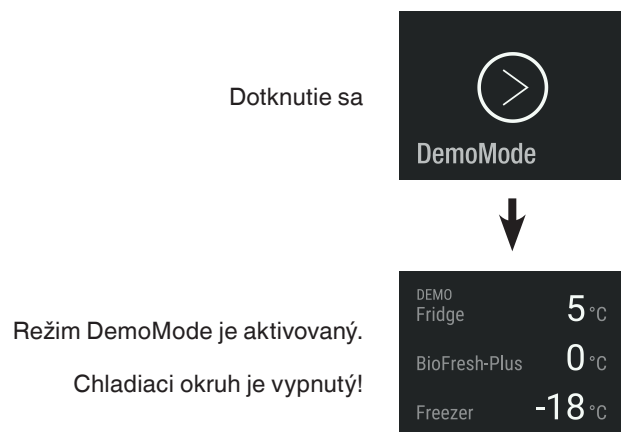 Dotknutie sa
DemoMode
DEMO
Fridge 5 °C
Režim DemoMode je aktivovaný.
BioFresh-Plus 0 °C
Chladiaci okruh je vypnutý!
Freezer -18 °C